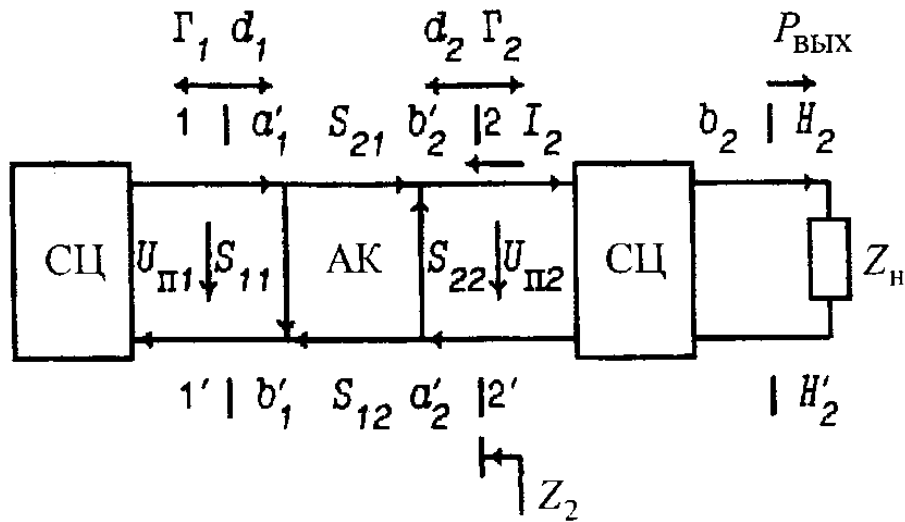 Γ₁ d₁ d₂ Γ₂ Pвых
1 | a′₁ S₂₁ b′₂ |2 I₂ b₂ | H₂
СЦ Uп1 S₁₁ АК S₂₂ Uп2 СЦ Zн
1′ | b′₁ S₁₂ a′₂ |2′ | H′₂
Z₂